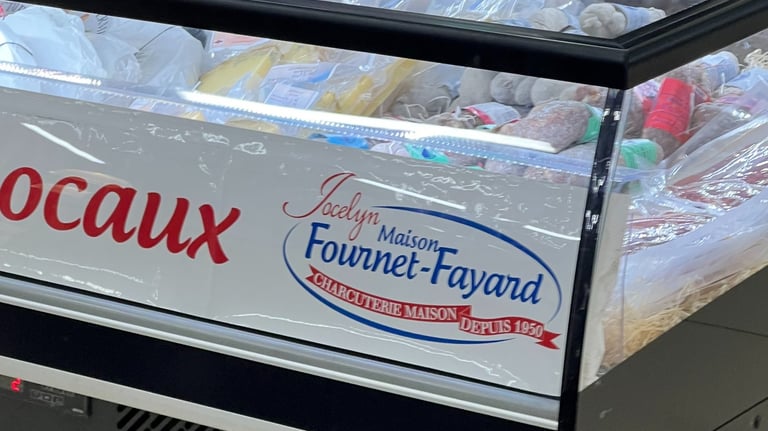 ocaux
Jocelyn
Maison
Fournet-Fayard
CHARCUTERIE MAISON DEPUIS 1950